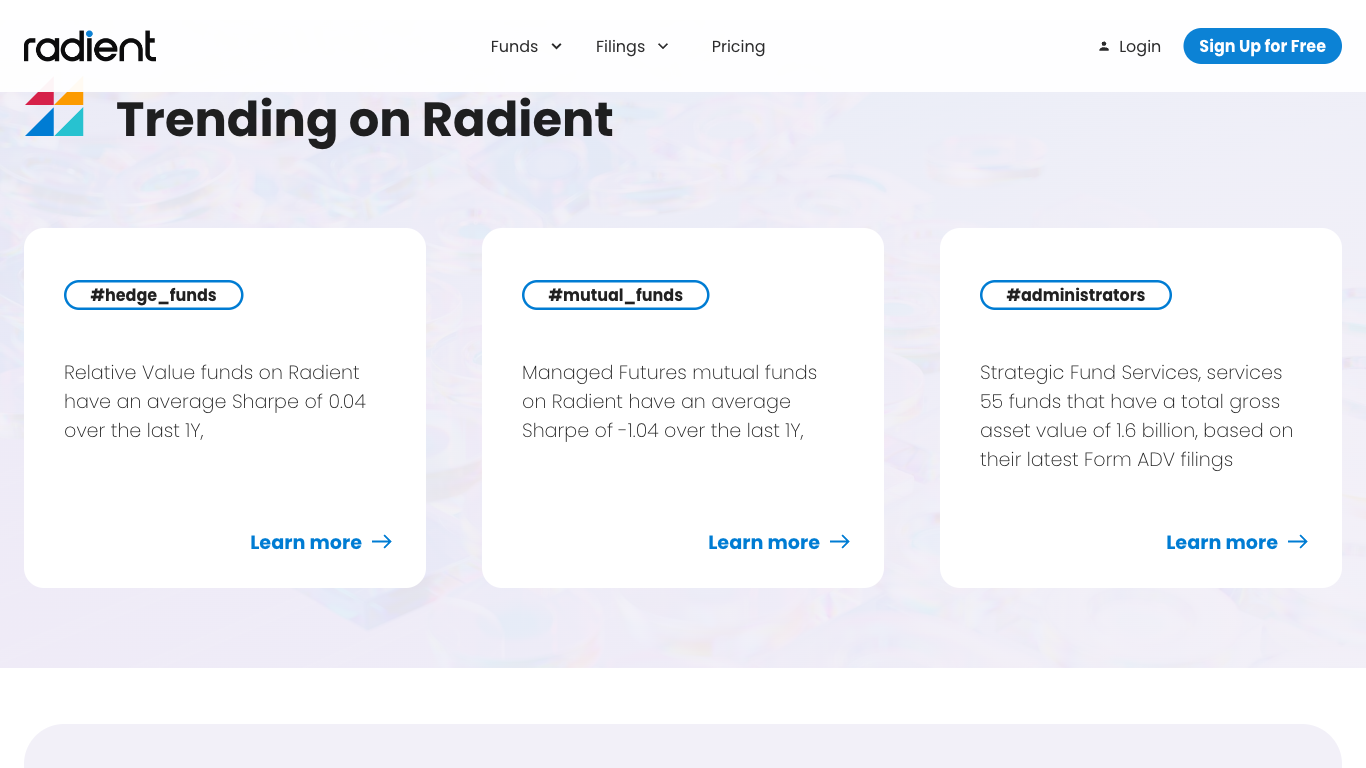 radient
Funds
Filings
Pricing
Login
Sign Up for Free
Trending on Radient
#hedge_funds
Relative Value funds on Radient
have an average Sharpe of 0.04
over the last 1Y,
Learn more
#mutual_funds
Managed Futures mutual funds
on Radient have an average
Sharpe of -1.04 over the last 1Y,
Learn more
#administrators
Strategic Fund Services, services
55 funds that have a total gross
asset value of 1.6 billion, based on
their latest Form ADV filings
Learn more